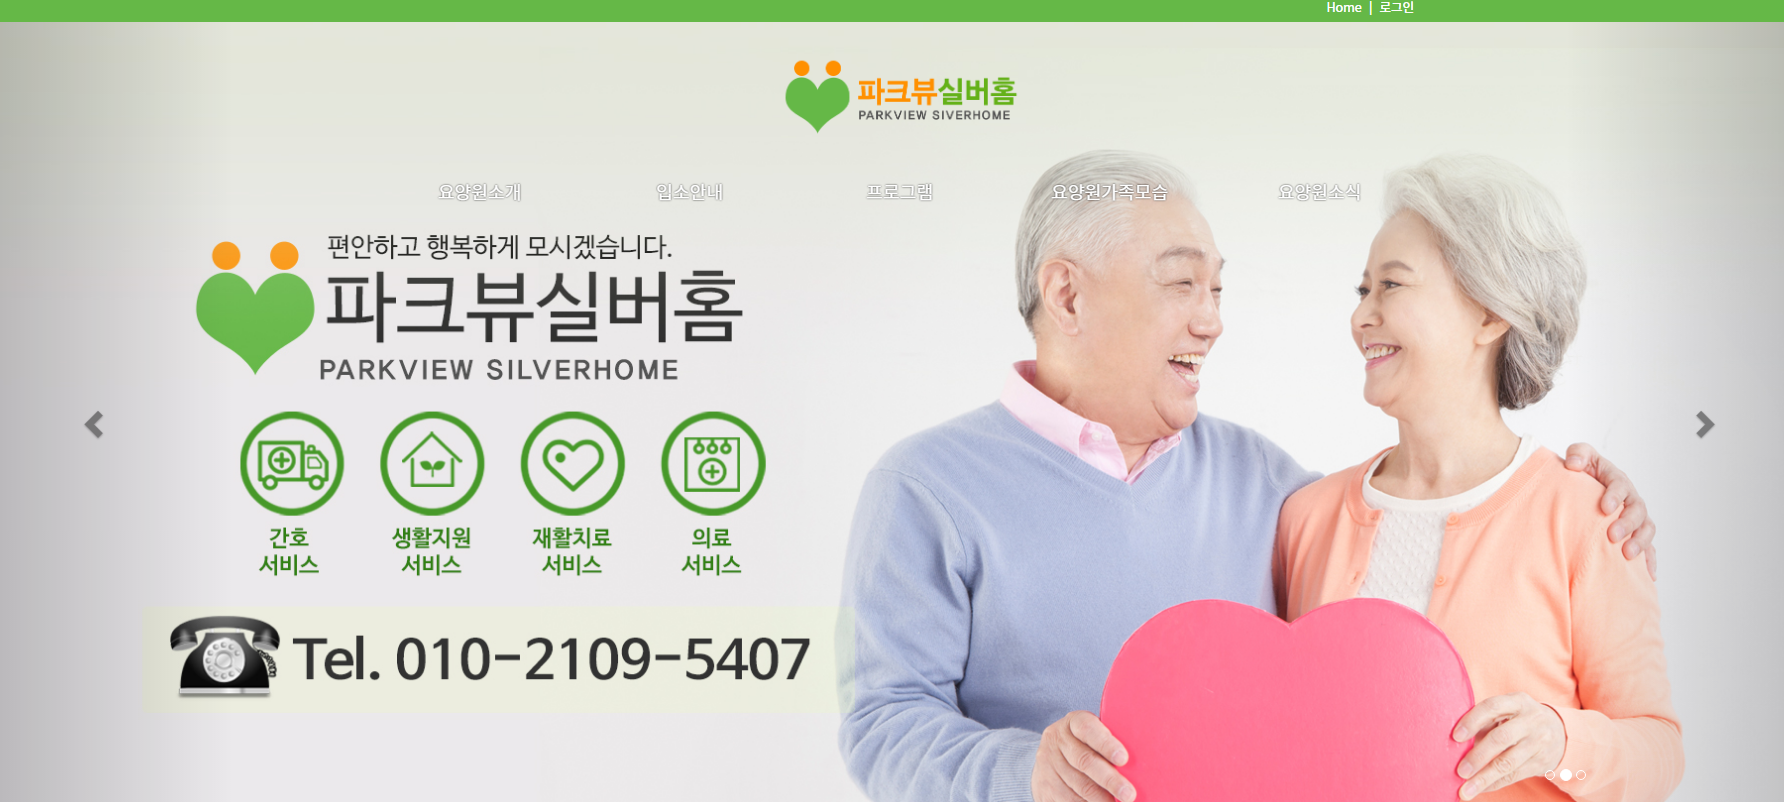 Home | 로그인
파크뷰실버홈
PARKVIEW SIVERHOME
요양원소개 입소안내 프로그램 요양원가족모습 요양원소식
편안하고 행복하게 모시겠습니다.
파크뷰실버홈
PARKVIEW SILVERHOME
간호 서비스
생활지원 서비스
재활치료 서비스
의료 서비스
Tel. 010-2109-5407